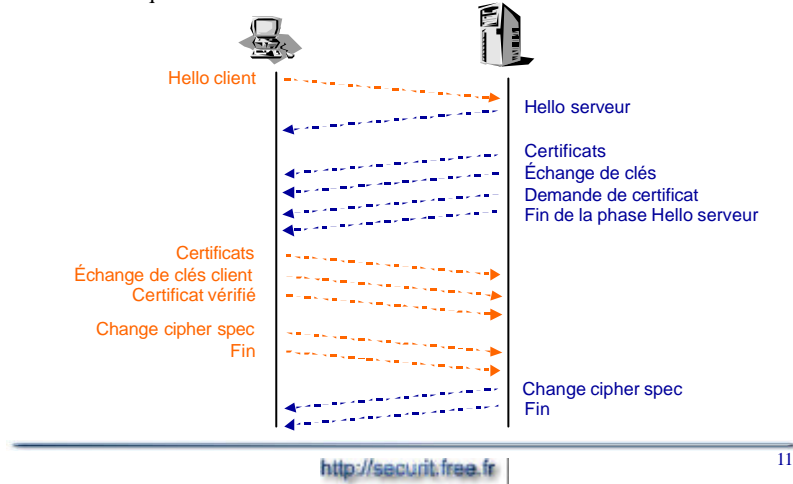 Hello client
Hello serveur
Certificats
Échange de clés
Demande de certificat
Fin de la phase Hello serveur
Certificats
Échange de clés client
Certificat vérifié
Change cipher spec
Fin
Change cipher spec
Fin
http://securit.free.fr
11